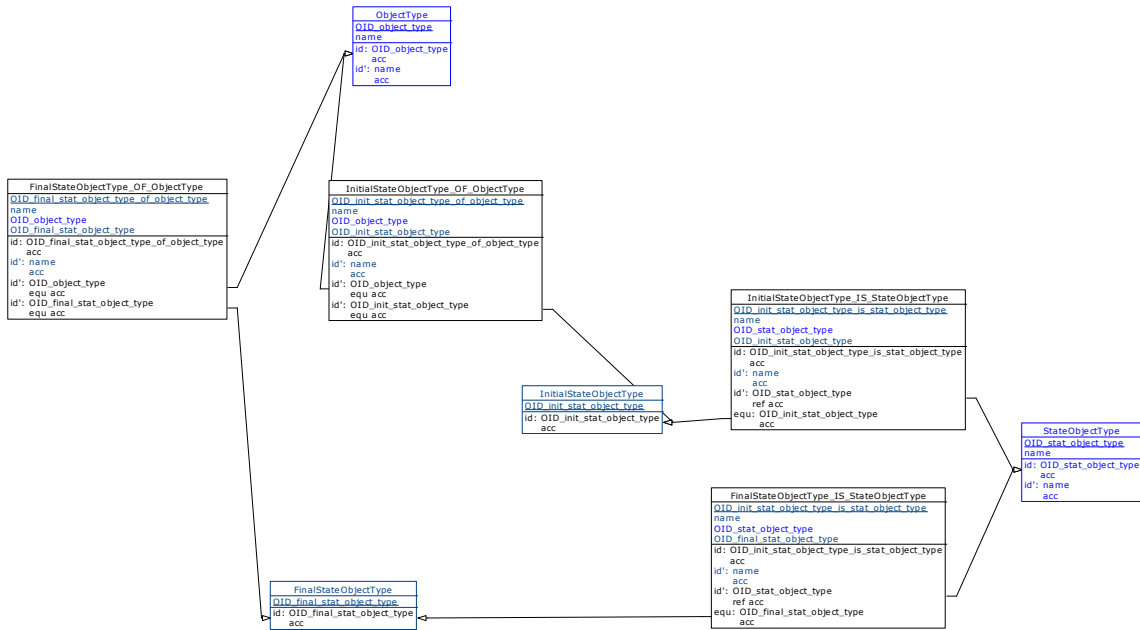 ObjectType
OID_object_type
name
id: OID_object_type
acc
id': name
acc
FinalStateObjectType_OF_ObjectType
OID_final_stat_object_type_of_object_type
name
OID_object_type
OID_final_stat_object_type
id: OID_final_stat_object_type_of_object_type
acc
id': name
acc
id': OID_object_type
equ acc
id': OID_final_stat_object_type
equ acc
InitialStateObjectType_OF_ObjectType
OID_init_stat_object_type_of_object_type
name
OID_object_type
OID_init_stat_object_type
id: OID_init_stat_object_type_of_object_type
acc
id': name
acc
id': OID_object_type
equ acc
id': OID_init_stat_object_type
equ acc
InitialStateObjectType_IS_StateObjectType
OID_init_stat_object_type_is_stat_object_type
name
OID_stat_object_type
OID_init_stat_object_type
id: OID_init_stat_object_type_is_stat_object_type
acc
id': name
acc
id': OID_stat_object_type
ref acc
equ: OID_init_stat_object_type
acc
InitialStateObjectType
OID_init_stat_object_type
id: OID_init_stat_object_type
acc
StateObjectType
OID_stat_object_type
name
id: OID_stat_object_type
acc
id': name
acc
FinalStateObjectType_IS_StateObjectType
OID_init_stat_object_type_is_stat_object_type
name
OID_stat_object_type
OID_final_stat_object_type
id: OID_init_stat_object_type_is_stat_object_type
acc
id': name
acc
id': OID_stat_object_type
ref acc
equ: OID_final_stat_object_type
acc
FinalStateObjectType
OID_final_stat_object_type
id: OID_final_stat_object_type
acc